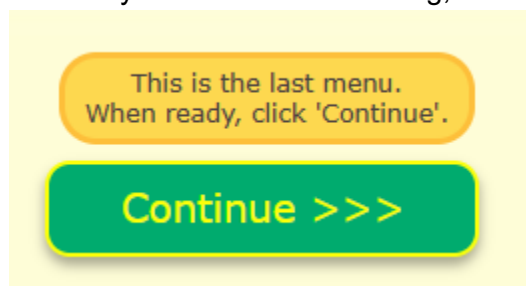 This is the last menu.
When ready, click 'Continue'.
Continue >>>